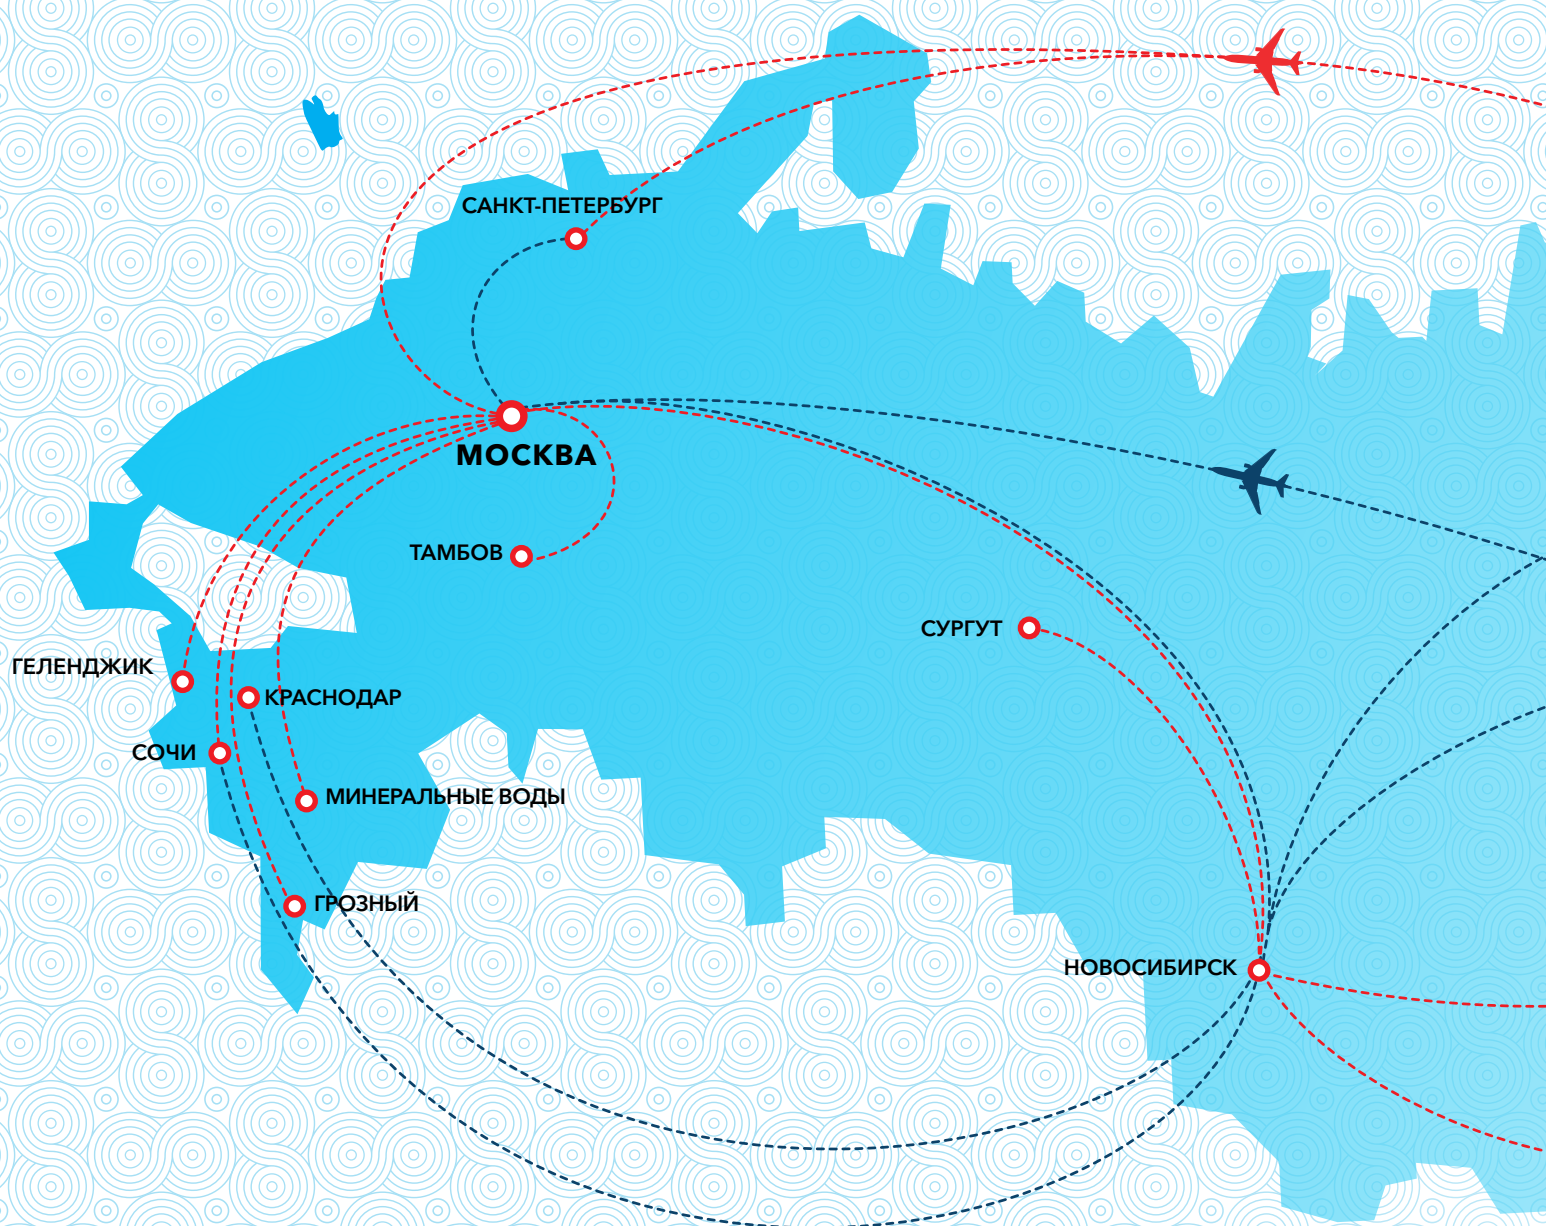 САНКТ-ПЕТЕРБУРГ
МОСКВА
ТАМБОВ
СУРГУТ
ГЕЛЕНДЖИК
КРАСНОДАР
СОЧИ
МИНЕРАЛЬНЫЕ ВОДЫ
ГРОЗНЫЙ
НОВОСИБИРСК